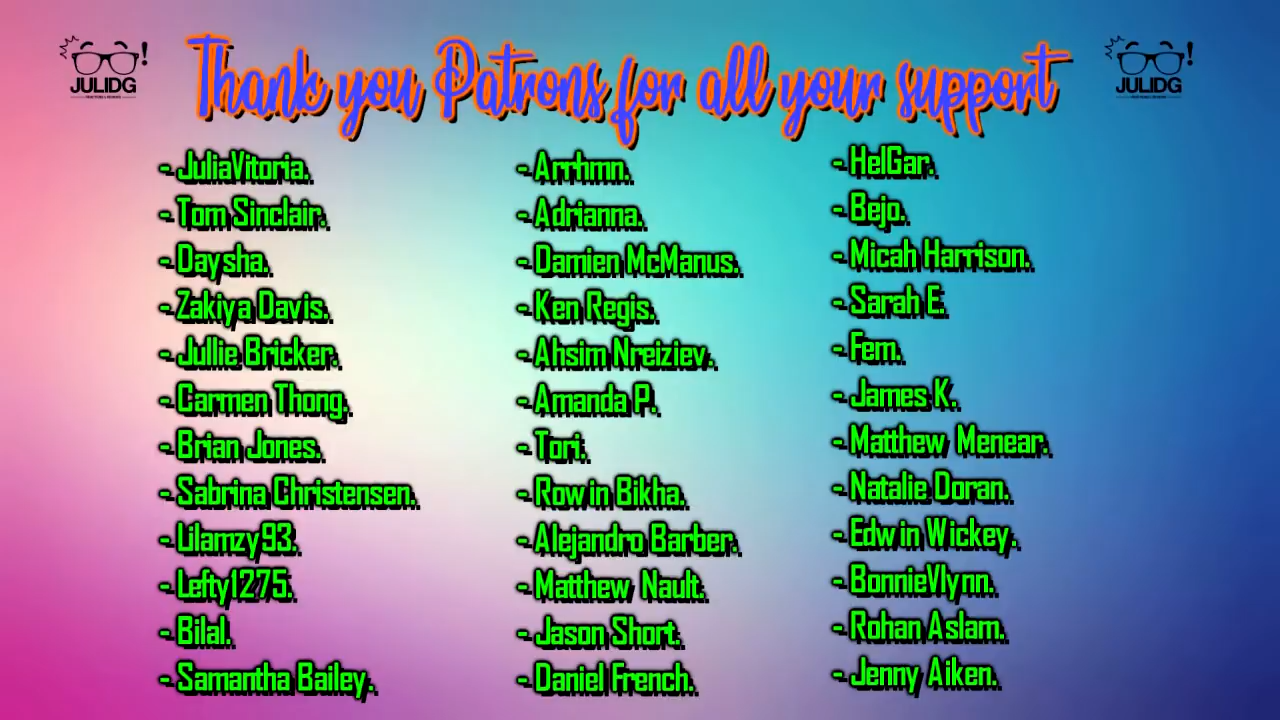 JULIDG
Thank you Patrons for all your support
JULIDG
- JuliaVitoria.
- Tom Sinclair.
- Daysha.
- Zakiya Davis.
- Jullie Bricker.
- Carmen Thong.
- Brian Jones.
- Sabrina Christensen.
- Lilamzy93.
- Lefty1275.
- Bilal.
- Samantha Bailey.
- Arrhmn.
- Adrianna.
- Damien McManus.
- Ken Regis.
- Ahsim Nreiziev.
- Amanda P.
- Tori.
- Rowin Bikha.
- Alejandro Barber.
- Matthew Nault.
- Jason Short.
- Daniel French.
- HelGar.
- Bejo.
- Micah Harrison.
- Sarah E.
- Fem.
- James K.
- Matthew Menear.
- Natalie Doran.
- Edwin Wickey.
- BonnieVlynn.
- Rohan Aslam.
- Jenny Aiken.